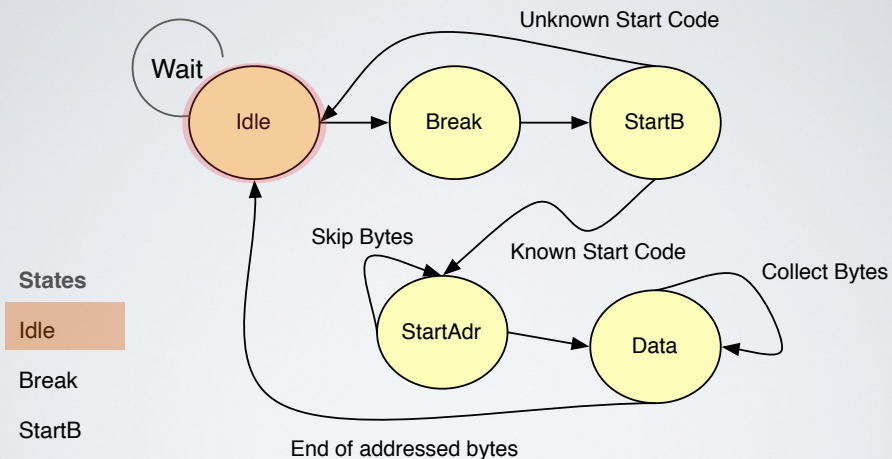 Unknown Start Code
Wait
Idle
Break
StartB
Skip Bytes
Known Start Code
Collect Bytes
StartAdr
Data
End of addressed bytes
States
Idle
Break
StartB